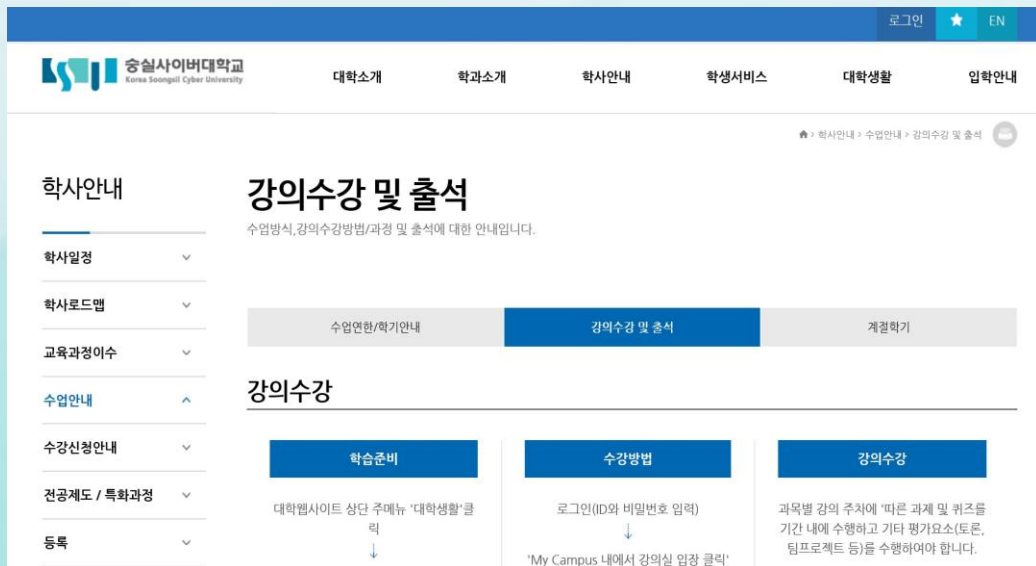 로그인 EN
숭실사이버대학교
Korea Soongsil Cyber University
대학소개 학과소개 학사안내 학생서비스 대학생활 입학안내
> 학사안내 > 수업안내 > 강의수강 및 출석
학사안내
강의수강 및 출석
수업방식,강의수강방법/과정 및 출석에 대한 안내입니다.
학사일정
학사로드맵
교육과정이수
수업안내
수강신청안내
전공제도 / 특화과정
등록
수업연한/학기안내 강의수강 및 출석 계절학기
강의수강
학습준비
대학웹사이트 상단 주메뉴 '대학생활'클
릭
↓
수강방법
로그인(ID와 비밀번호 입력)
↓
'My Campus 내에서 강의실 입장 클릭'
강의수강
과목별 강의 주차에 '따른 과제 및 퀴즈를
기간 내에 수행하고 기타 평가요소(토론,
팀프로젝트 등)를 수행하여야 합니다.